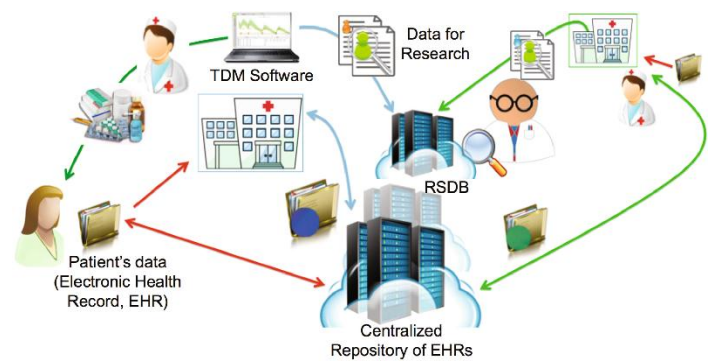 TDM Software
Data for
Research
RSDB
Patient's data
(Electronic Health
Record, EHR)
Centralized
Repository of EHRs